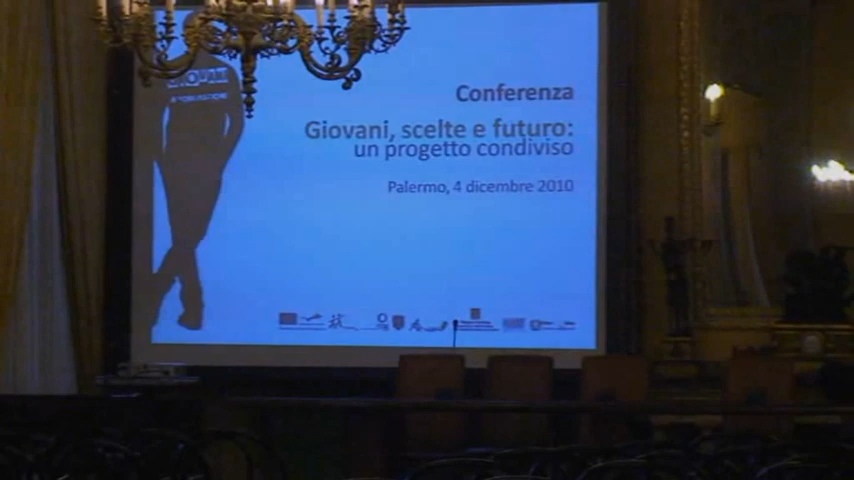 Conferenza
Giovani, scelte e futuro:
un progetto condiviso
Palermo, 4 dicembre 2010